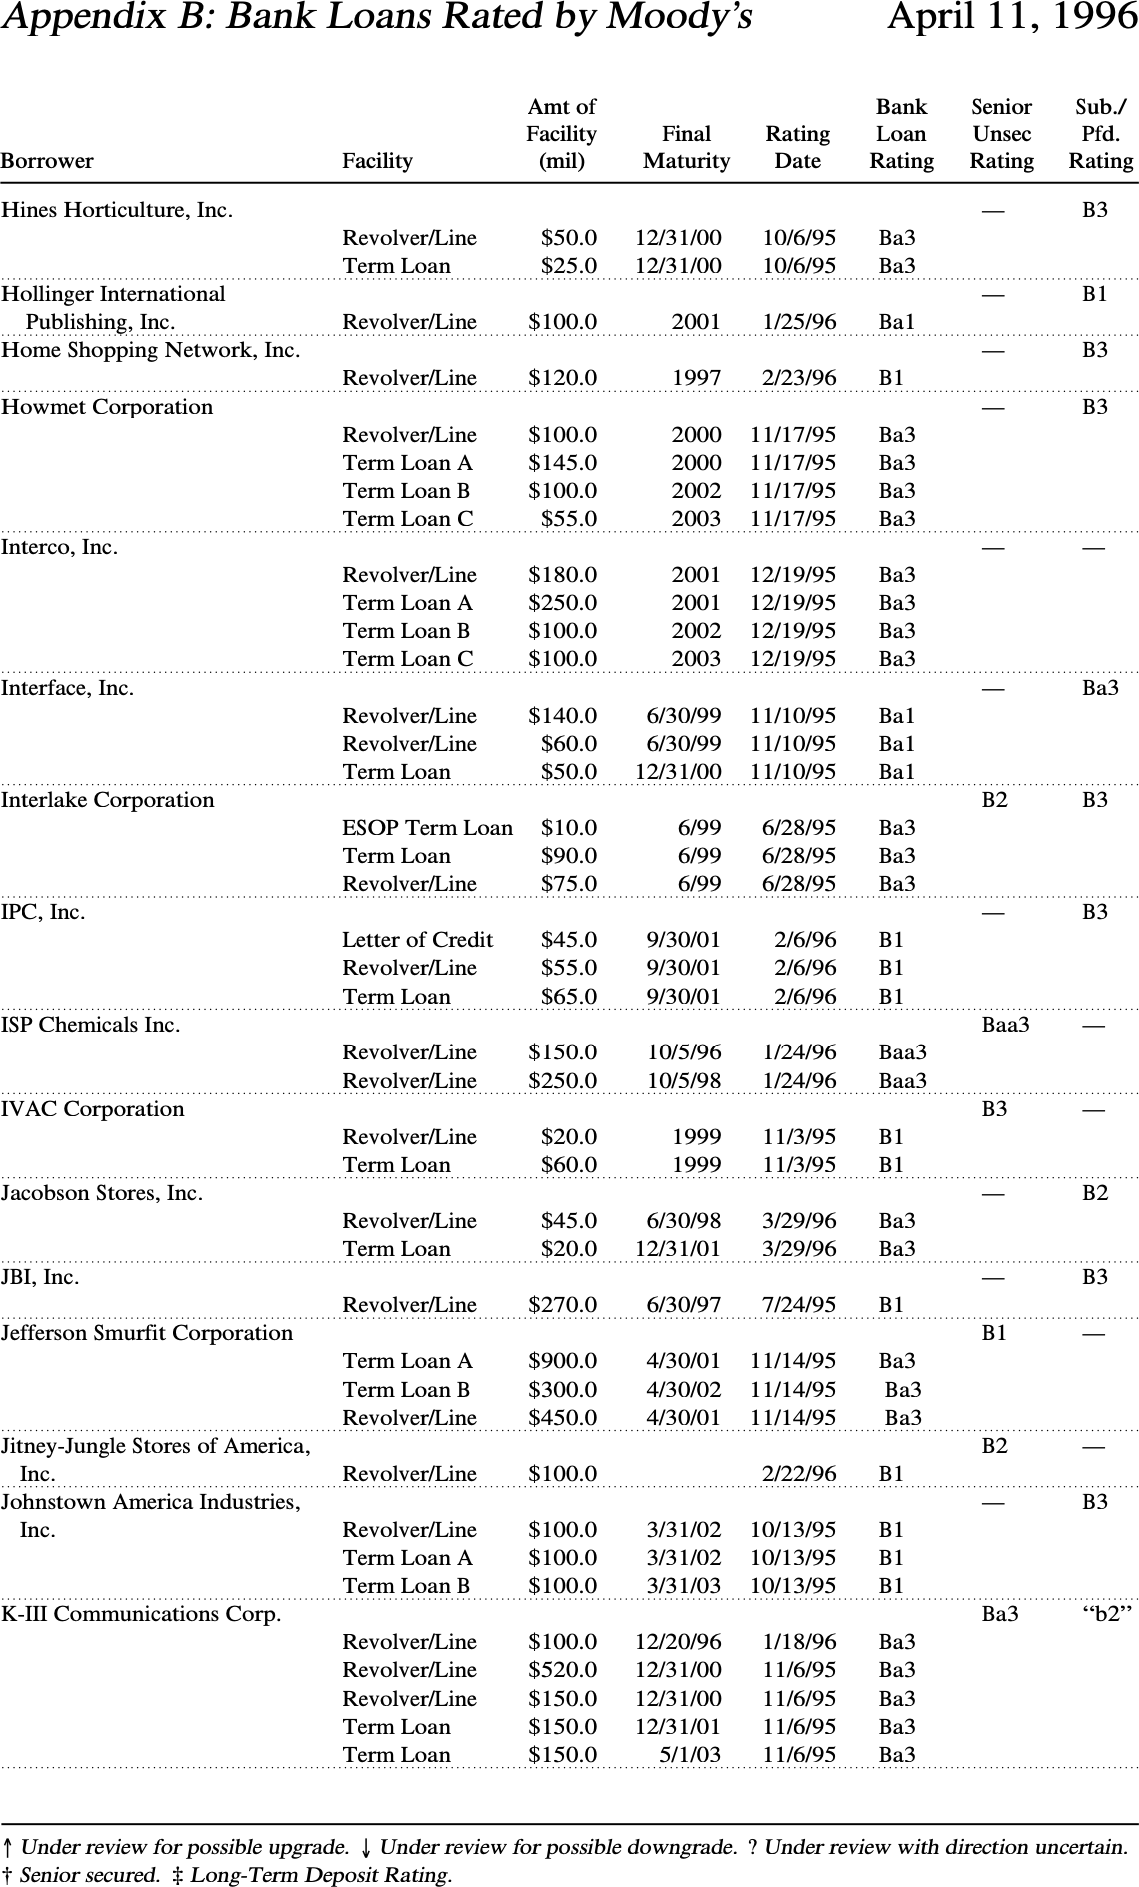 Appendix B: Bank Loans Rated by Moody's April 11, 1996
Amt of Bank Senior Sub./
Facility Final Rating Loan Unsec Pfd.
Borrower Facility (mil) Maturity Date Rating Rating Rating
Hines Horticulture, Inc. — B3
Revolver/Line $50.0 12/31/00 10/6/95 Ba3
Term Loan $25.0 12/31/00 10/6/95 Ba3
Hollinger International — B1
Publishing, Inc. Revolver/Line $100.0 2001 1/25/96 Ba1
Home Shopping Network, Inc. — B3
Revolver/Line $120.0 1997 2/23/96 B1
Howmet Corporation — B3
Revolver/Line $100.0 2000 11/17/95 Ba3
Term Loan A $145.0 2000 11/17/95 Ba3
Term Loan B $100.0 2002 11/17/95 Ba3
Term Loan C $55.0 2003 11/17/95 Ba3
Interco, Inc. — —
Revolver/Line $180.0 2001 12/19/95 Ba3
Term Loan A $250.0 2001 12/19/95 Ba3
Term Loan B $100.0 2002 12/19/95 Ba3
Term Loan C $100.0 2003 12/19/95 Ba3
Interface, Inc. — Ba3
Revolver/Line $140.0 6/30/99 11/10/95 Ba1
Revolver/Line $60.0 6/30/99 11/10/95 Ba1
Term Loan $50.0 12/31/00 11/10/95 Ba1
Interlake Corporation B2 B3
ESOP Term Loan $10.0 6/99 6/28/95 Ba3
Term Loan $90.0 6/99 6/28/95 Ba3
Revolver/Line $75.0 6/99 6/28/95 Ba3
IPC, Inc. — B3
Letter of Credit $45.0 9/30/01 2/6/96 B1
Revolver/Line $55.0 9/30/01 2/6/96 B1
Term Loan $65.0 9/30/01 2/6/96 B1
ISP Chemicals Inc. Baa3 —
Revolver/Line $150.0 10/5/96 1/24/96 Baa3
Revolver/Line $250.0 10/5/98 1/24/96 Baa3
IVAC Corporation B3 —
Revolver/Line $20.0 1999 11/3/95 B1
Term Loan $60.0 1999 11/3/95 B1
Jacobson Stores, Inc. — B2
Revolver/Line $45.0 6/30/98 3/29/96 Ba3
Term Loan $20.0 12/31/01 3/29/96 Ba3
JBI, Inc. — B3
Revolver/Line $270.0 6/30/97 7/24/95 B1
Jefferson Smurfit Corporation B1 —
Term Loan A $900.0 4/30/01 11/14/95 Ba3
Term Loan B $300.0 4/30/02 11/14/95 Ba3
Revolver/Line $450.0 4/30/01 11/14/95 Ba3
Jitney-Jungle Stores of America, B2 —
Inc. Revolver/Line $100.0 2/22/96 B1
Johnstown America Industries, — B3
Inc. Revolver/Line $100.0 3/31/02 10/13/95 B1
Term Loan A $100.0 3/31/02 10/13/95 B1
Term Loan B $100.0 3/31/03 10/13/95 B1
K-III Communications Corp. Ba3 “b2”
Revolver/Line $100.0 12/20/96 1/18/96 Ba3
Revolver/Line $520.0 12/31/00 11/6/95 Ba3
Revolver/Line $150.0 12/31/00 11/6/95 Ba3
Term Loan $150.0 12/31/01 11/6/95 Ba3
Term Loan $150.0 5/1/03 11/6/95 Ba3
↑ Under review for possible upgrade. ↓ Under review for possible downgrade. ? Under review with direction uncertain.
† Senior secured. ‡ Long-Term Deposit Rating.